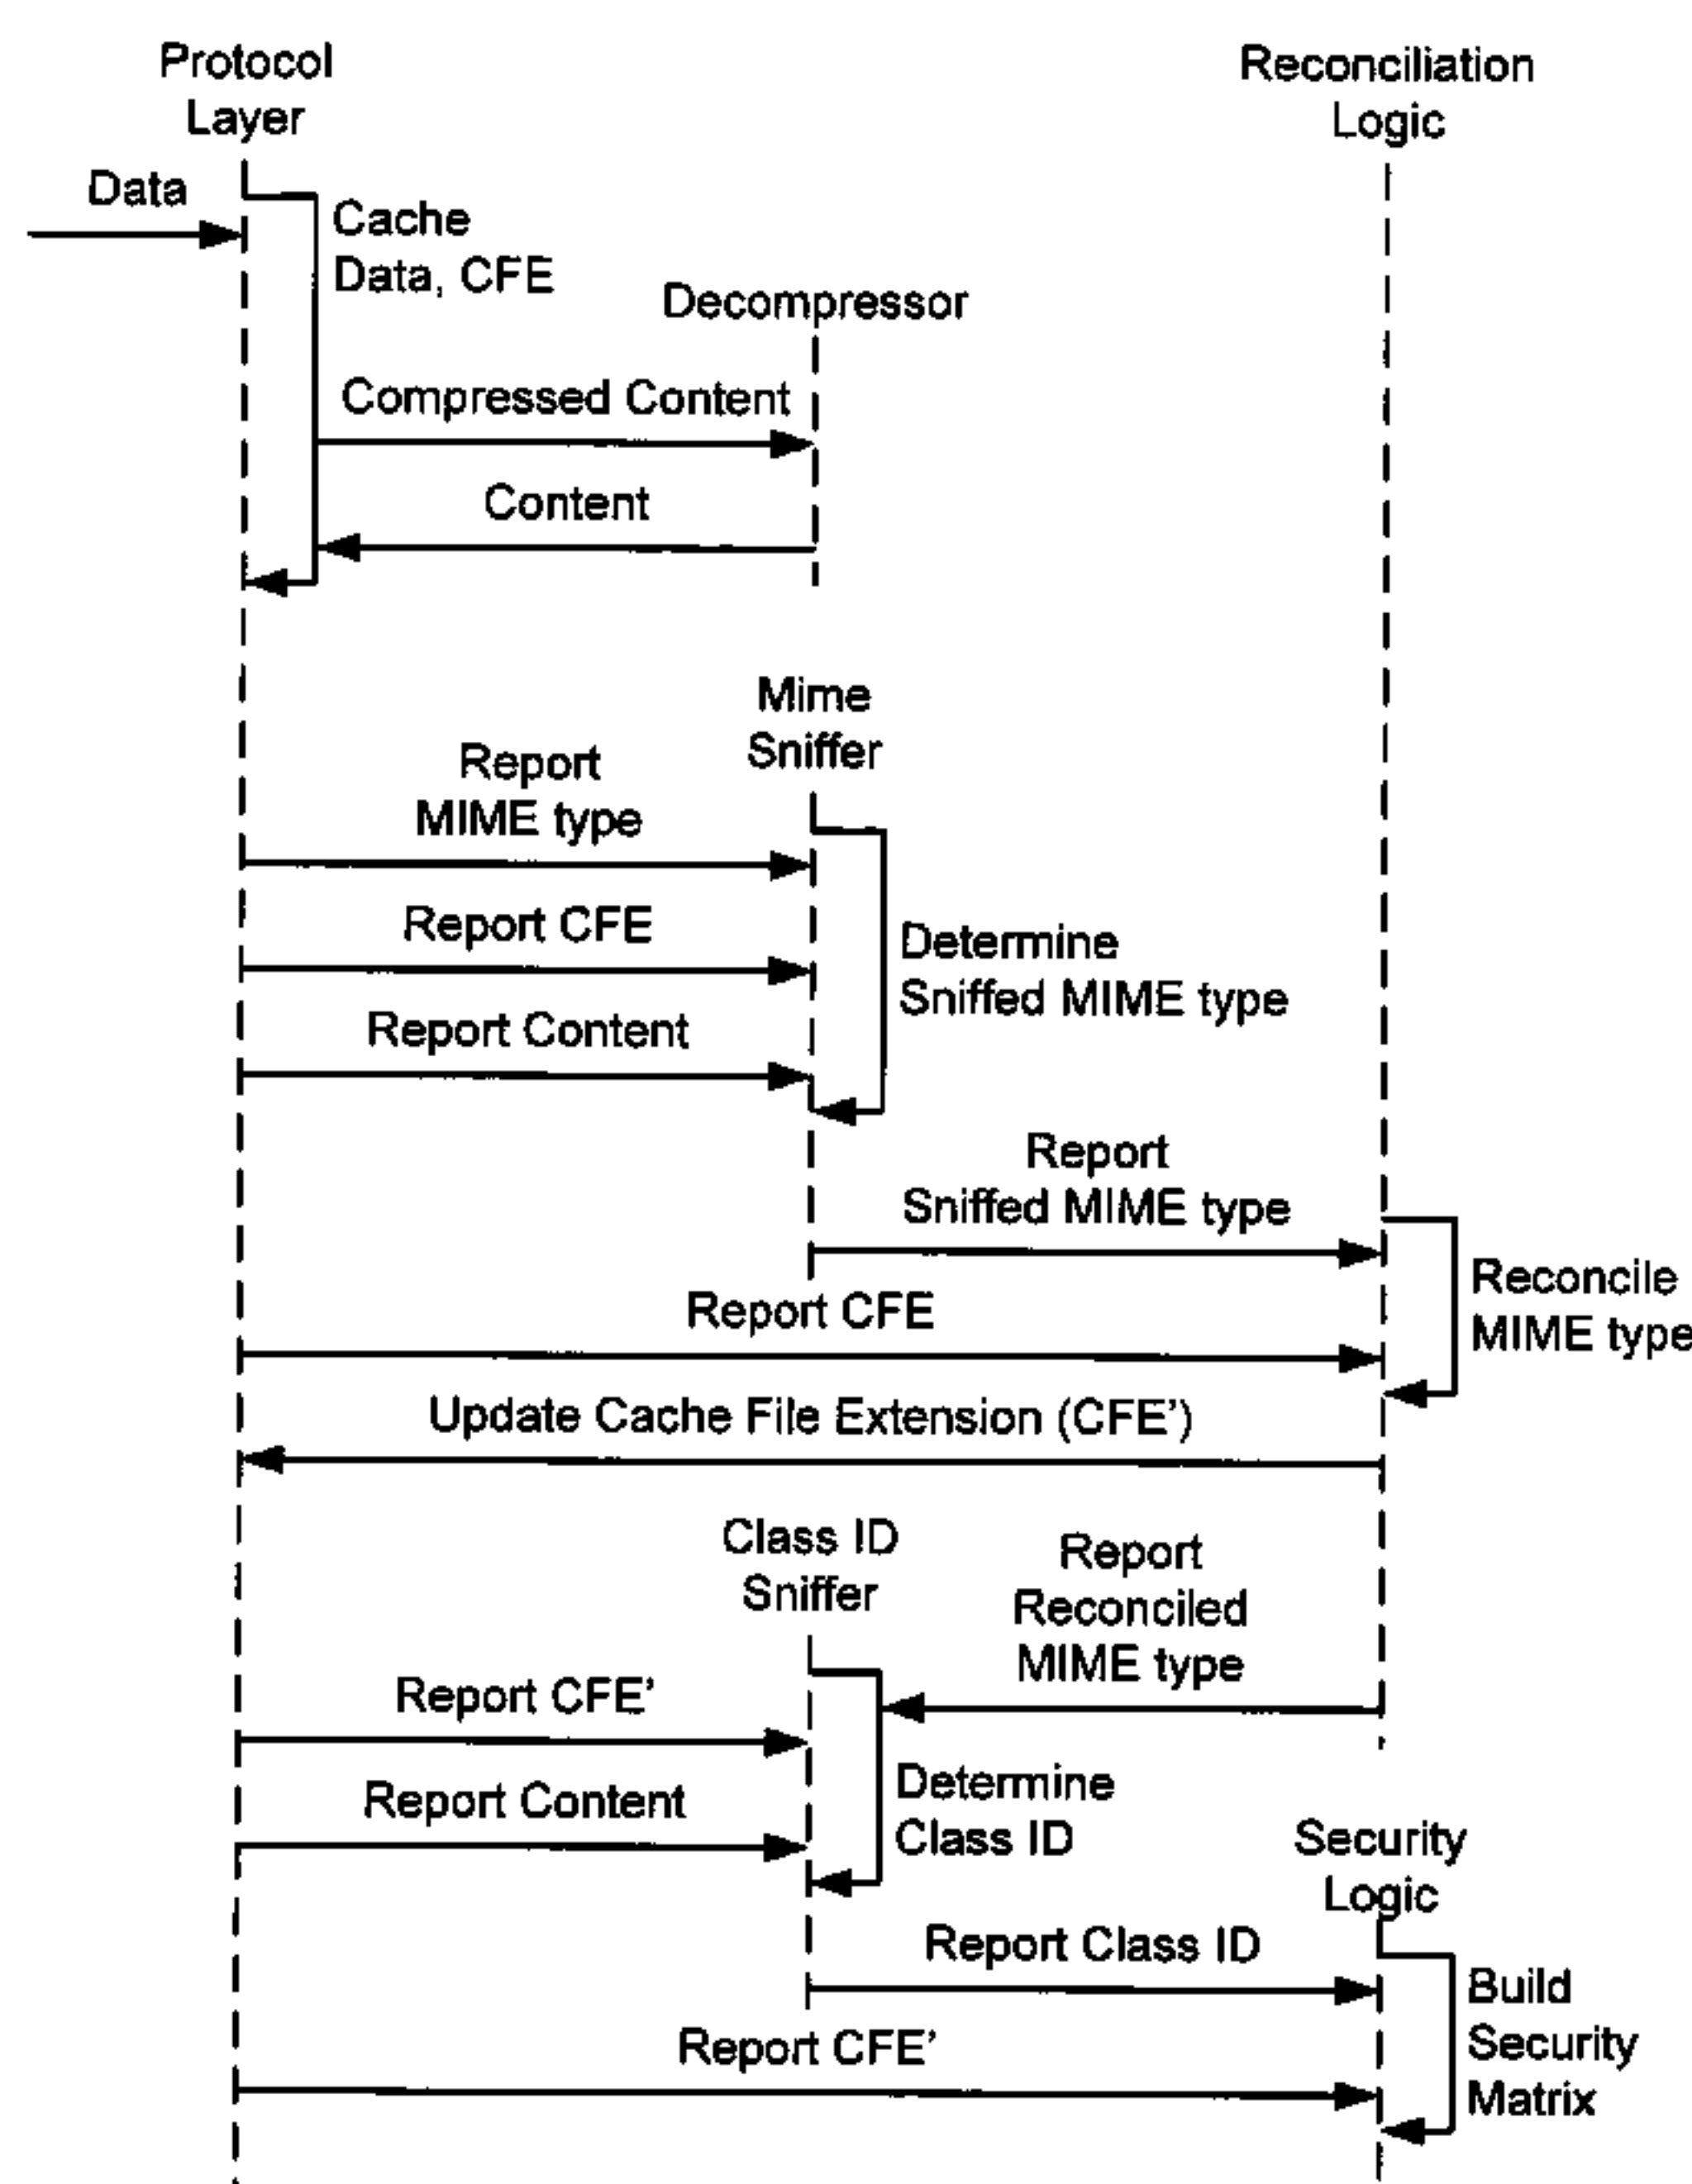 Protocol
Layer
Reconciliation
Logic
Data
Cache
Data, CFE
Decompressor
Compressed Content
Content
Mime
Sniffer
Report
MIME type
Report CFE
Determine
Sniffed MIME type
Report Content
Report
Sniffed MIME type
Reconcile
MIME type
Report CFE
Update Cache File Extension (CFE')
Class ID
Sniffer
Report
Reconciled
MIME type
Report CFE'
Determine
Class ID
Report Content
Security
Logic
Report Class ID
Build
Security
Matrix
Report CFE'